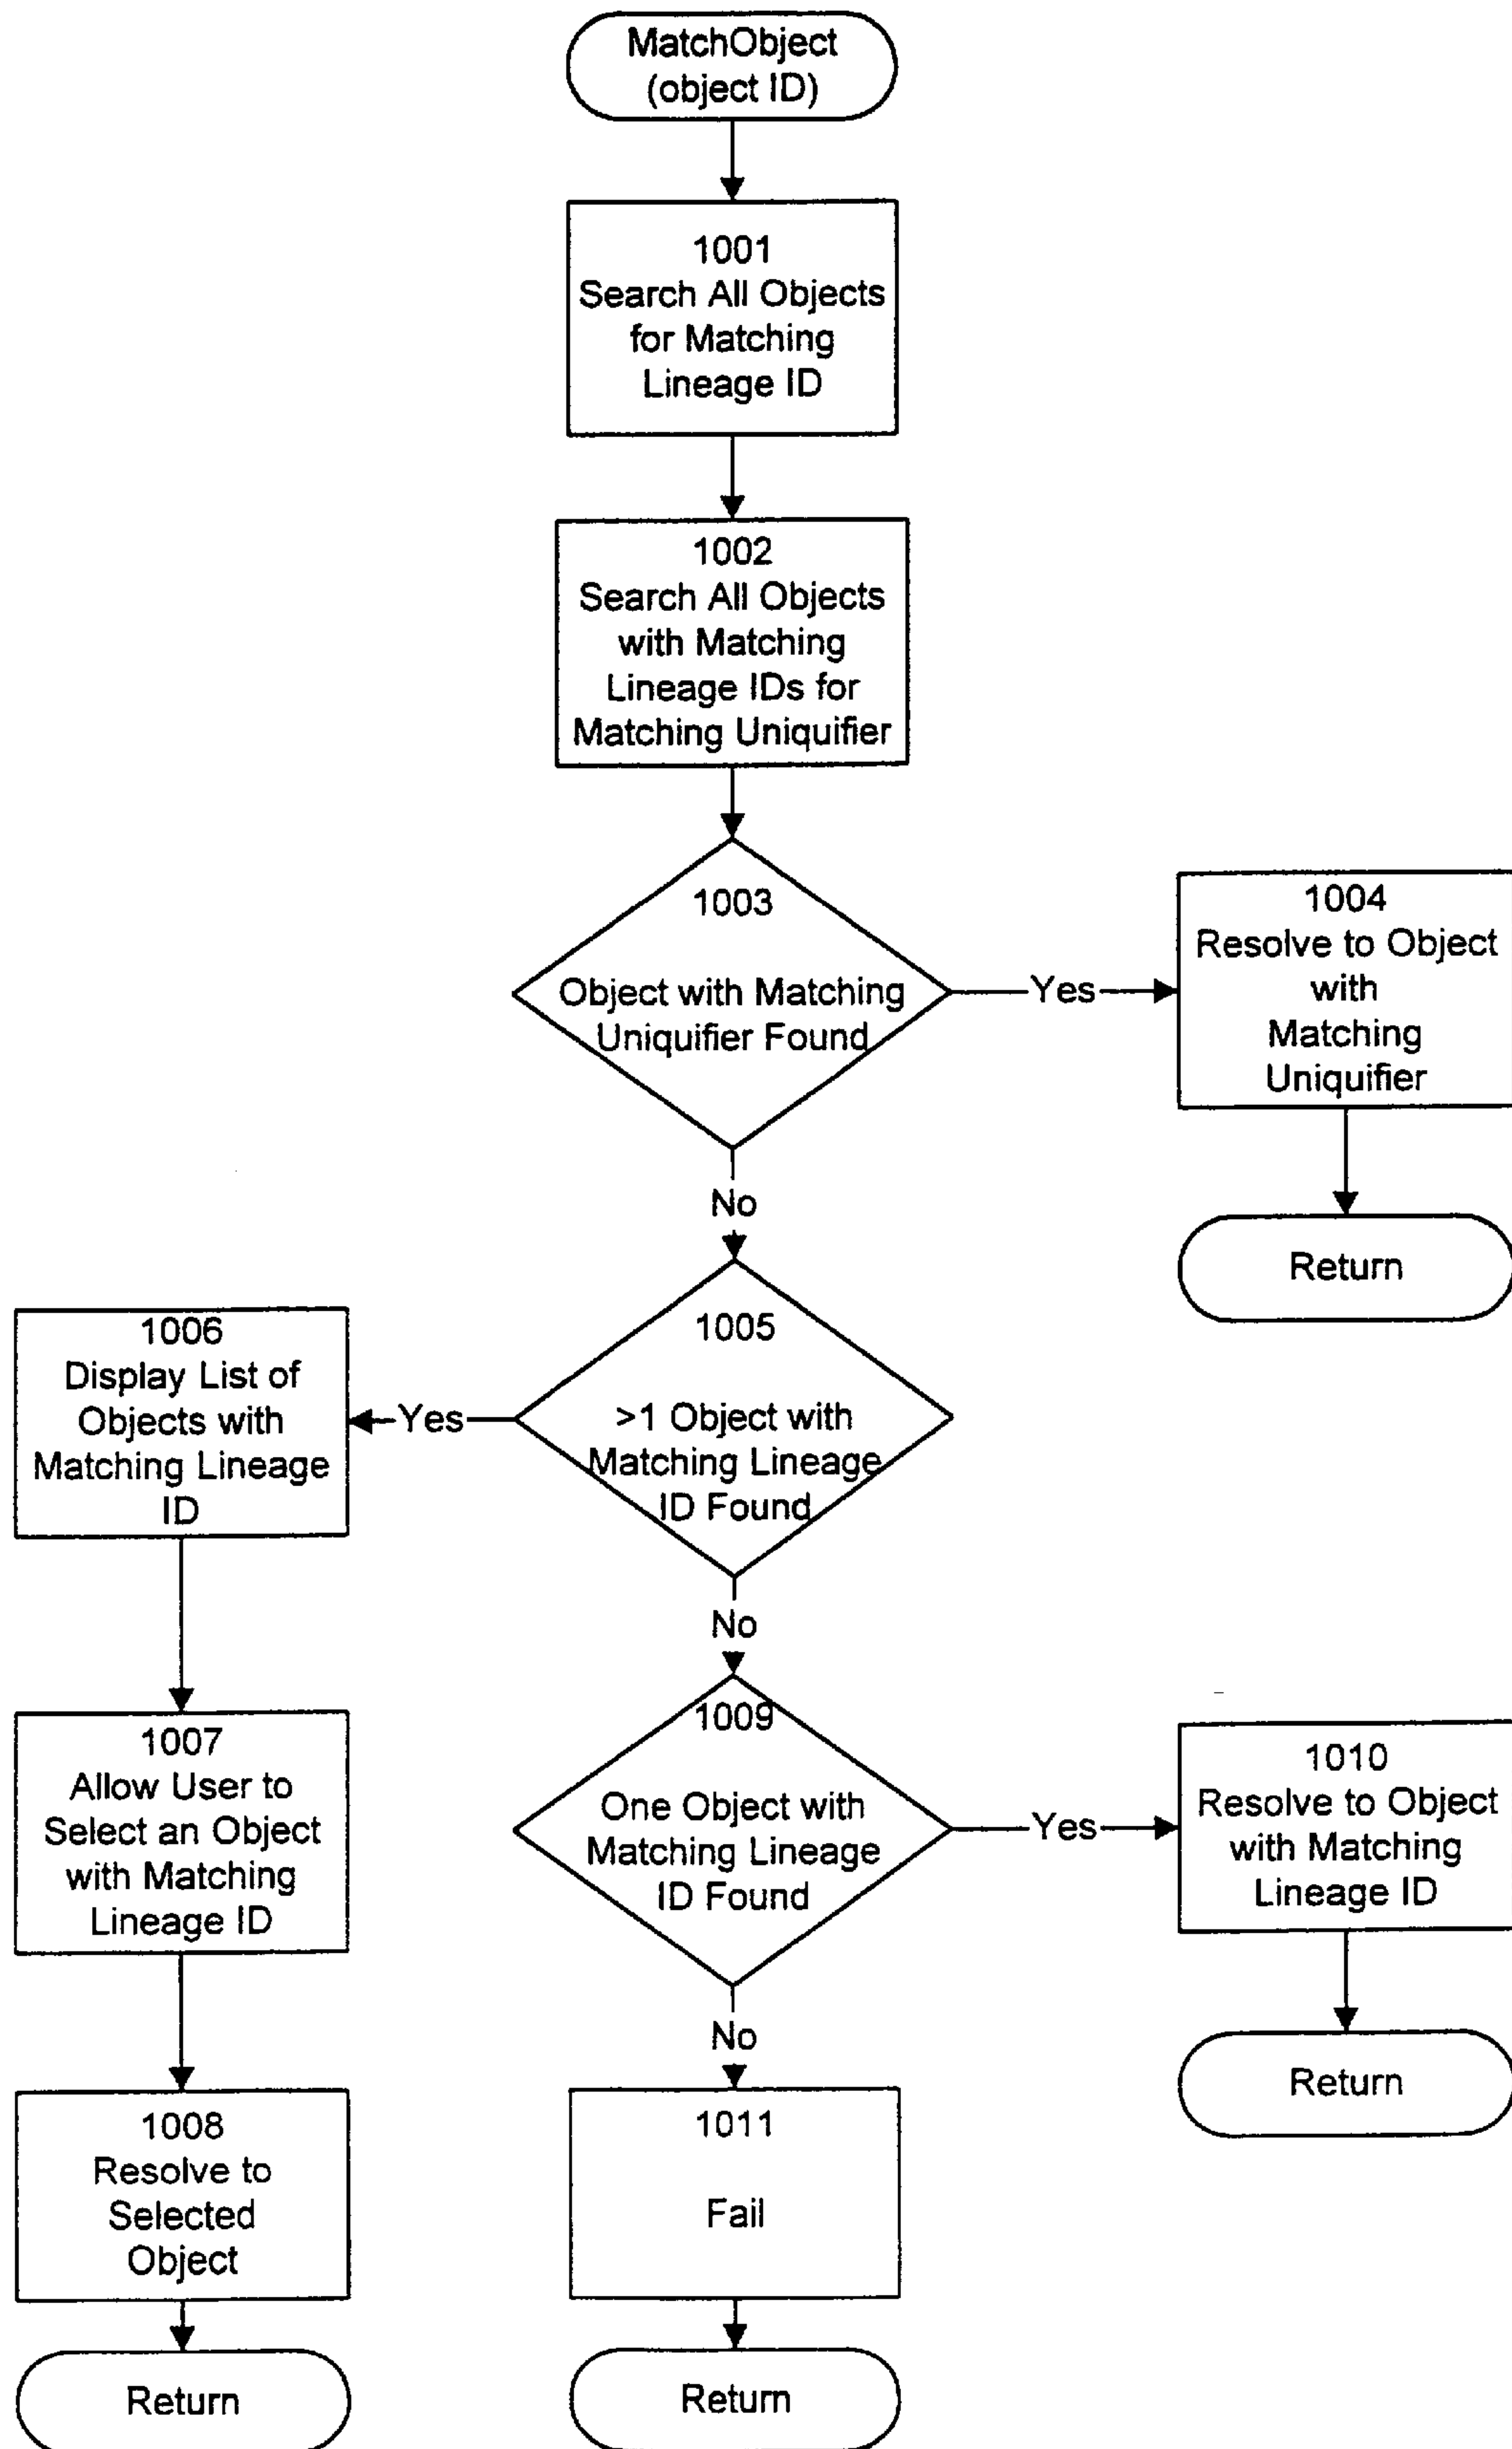 MatchObject
(object ID)
1001
Search All Objects
for Matching
Lineage ID
1002
Search All Objects
with Matching
Lineage IDs for
Matching Uniquifier
1003
Object with Matching
Uniquifier Found
Yes
1004
Resolve to Object
with
Matching
Uniquifier
Return
No
1005
>1 Object with
Matching Lineage
ID Found
Yes
1006
Display List of
Objects with
Matching Lineage
ID
1007
Allow User to
Select an Object
with Matching
Lineage ID
1008
Resolve to
Selected
Object
Return
No
1009
One Object with
Matching Lineage
ID Found
Yes
1010
Resolve to Object
with Matching
Lineage ID
Return
No
1011
Fail
Return